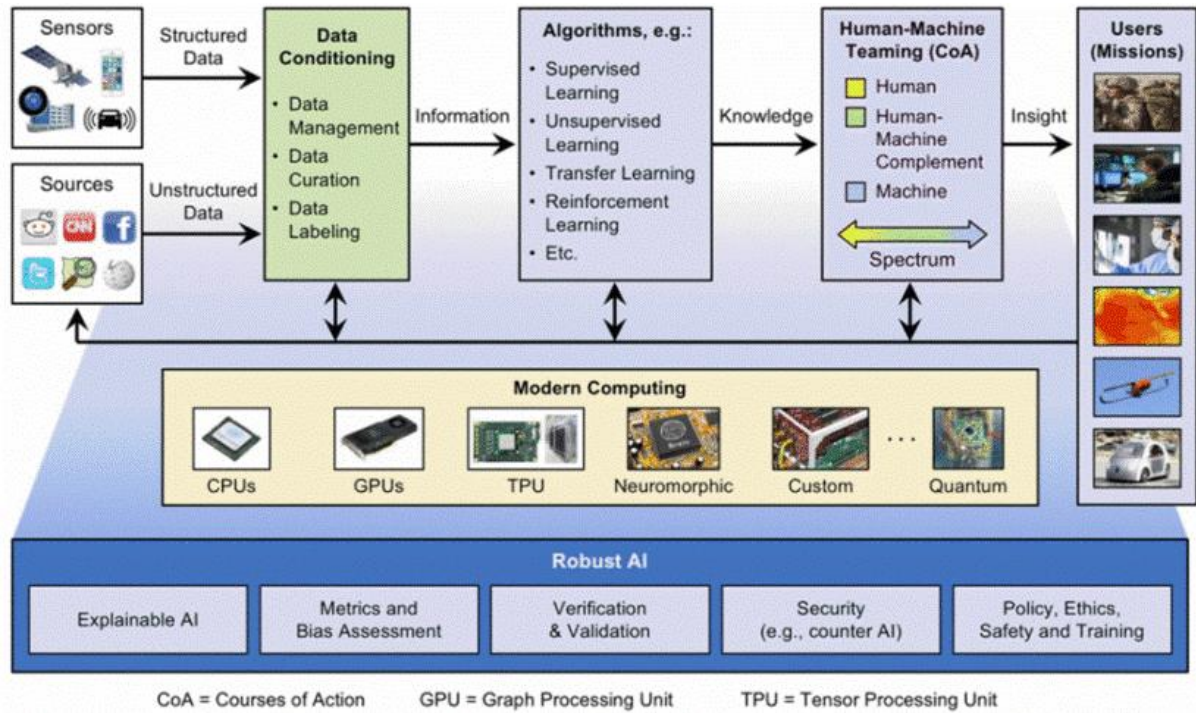 Sensors
Structured
Data
Sources
Unstructured
Data
CNN
Data
Conditioning
• Data
Management
• Data
Curation
• Data
Labeling
Information
Algorithms, e.g.:
• Supervised
Learning
• Unsupervised
Learning
• Transfer Learning
• Reinforcement
Learning
• Etc.
Knowledge
Human-Machine
Teaming (CoA)
Human
Human-
Machine
Complement
Machine
Spectrum
Insight
Users
(Missions)
Modern Computing
CPUs
GPUs
TPU
Neuromorphic
Custom
...
Quantum
Robust AI
Explainable AI
Metrics and
Bias Assessment
Verification
& Validation
Security
(e.g., counter AI)
Policy, Ethics,
Safety and Training
CoA = Courses of Action GPU = Graph Processing Unit TPU = Tensor Processing Unit